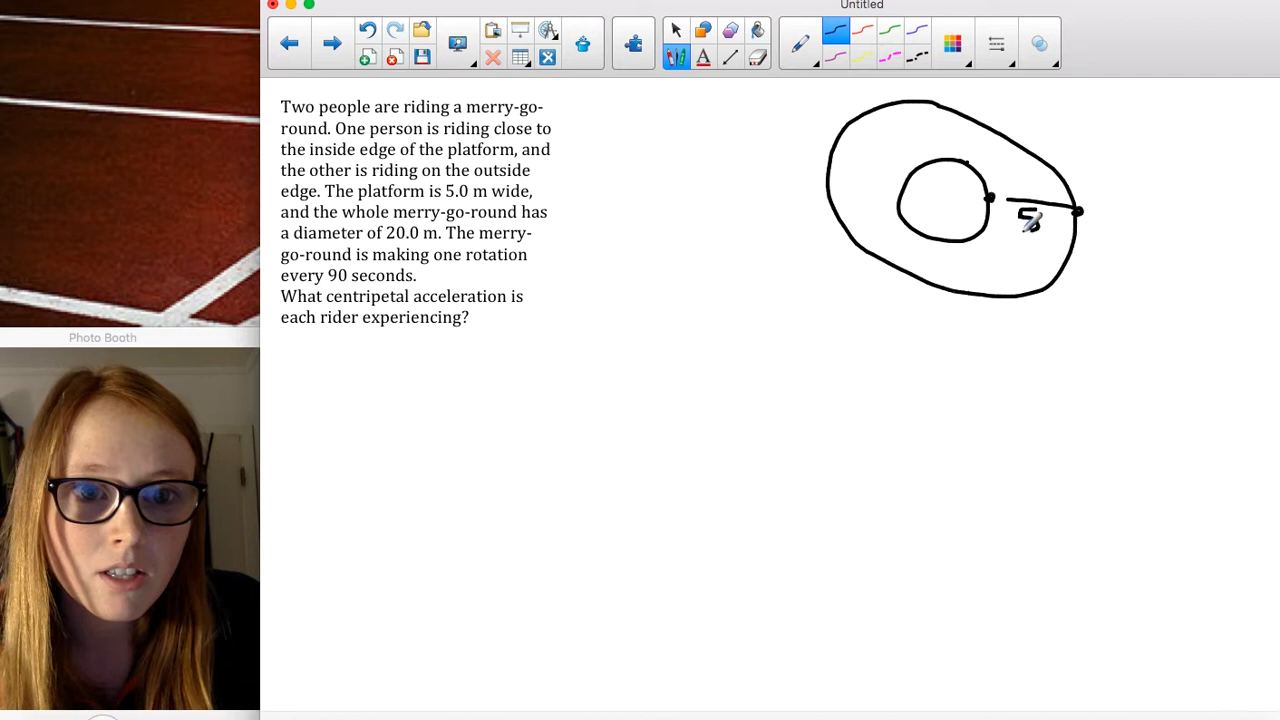 Untitled
Two people are riding a merry-go-
round. One person is riding close to
the inside edge of the platform, and
the other is riding on the outside
edge. The platform is 5.0 m wide,
and the whole merry-go-round has
a diameter of 20.0 m. The merry-
go-round is making one rotation
every 90 seconds.
What centripetal acceleration is
each rider experiencing?
5
A
Photo Booth